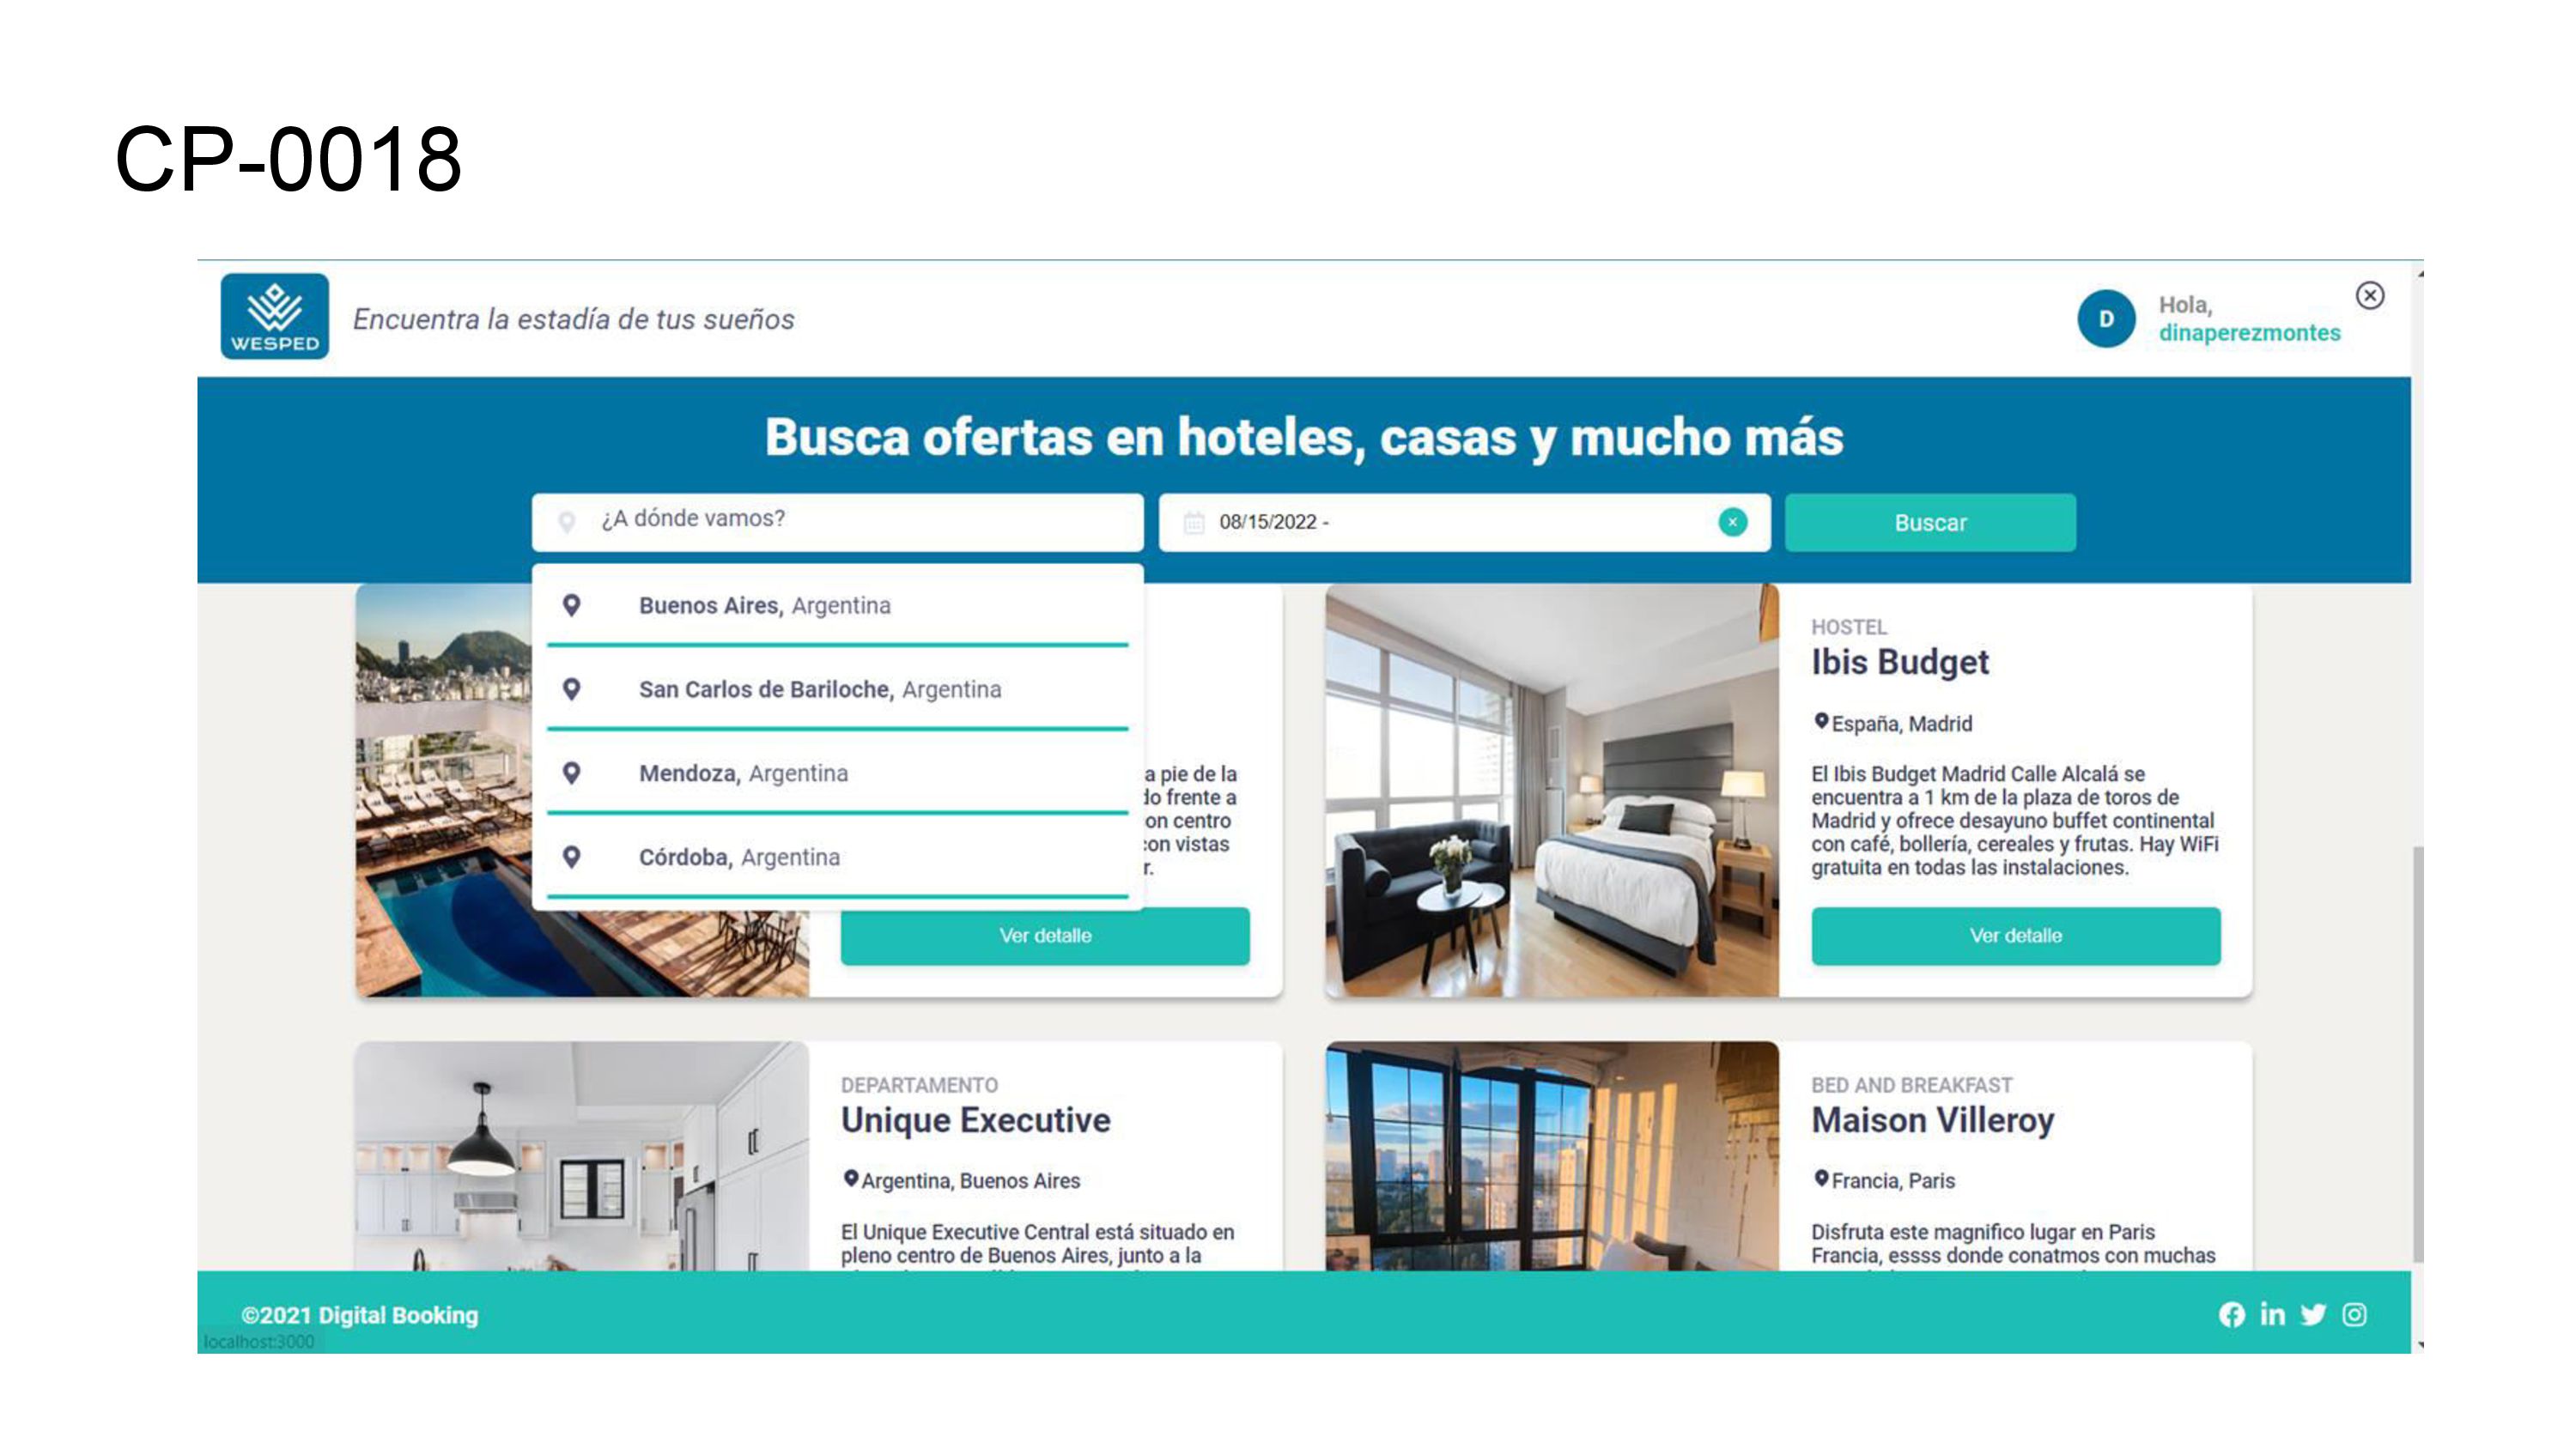 CP-0018
WESPED
Encuentra la estadía de tus sueños
D
Hola,
dinaperezmontes
Busca ofertas en hoteles, casas y mucho más
¿A dónde vamos?
08/15/2022 -
Buscar
Buenos Aires, Argentina
San Carlos de Bariloche, Argentina
Mendoza, Argentina
Córdoba, Argentina
a pie de la
frente a
centro
vistas
Ver detalle
HOSTEL
Ibis Budget
España, Madrid
El Ibis Budget Madrid Calle Alcalá se
encuentra a 1 km de la plaza de toros de
Madrid y ofrece desayuno buffet continental
con café, bollería, cereales y frutas. Hay WiFi
gratuita en todas las instalaciones.
Ver detalle
DEPARTAMENTO
Unique Executive
Argentina, Buenos Aires
El Unique Executive Central está situado en
pleno centro de Buenos Aires, junto a la
BED AND BREAKFAST
Maison Villeroy
Francia, Paris
Disfruta este magnifico lugar en Paris
Francia, essss donde conatmos con muchas
©2021 Digital Booking
localhost:3000